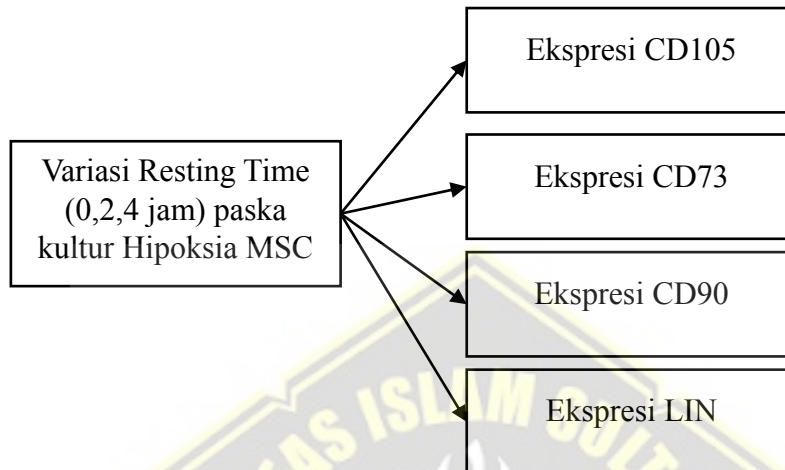 Ekspresi CD105
Variasi Resting Time
(0,2,4 jam) paska
kultur Hipoksia MSC
Ekspresi CD73
Ekspresi CD90
Ekspresi LIN
ISLAM